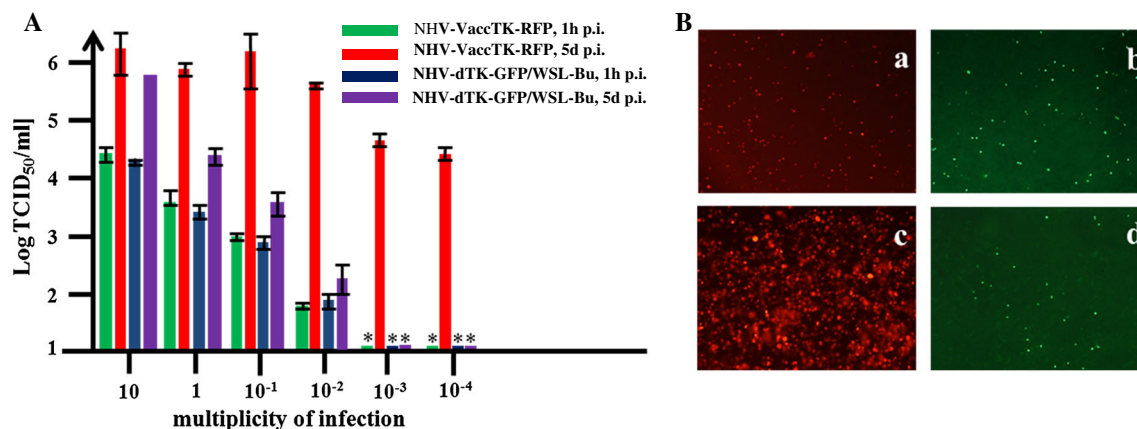 A
B
NHV-VaccTK-RFP, 1h p.i.
NHV-VaccTK-RFP, 5d p.i.
NHV-dTK-GFP/WSL-Bu, 1h p.i.
NHV-dTK-GFP/WSL-Bu, 5d p.i.
Log TCID₅₀/ml]
6
5
4
3
2
1
* * * * * *
10 1 10⁻¹ 10⁻² 10⁻³ 10⁻⁴
multiplicity of infection
a
b
c
d